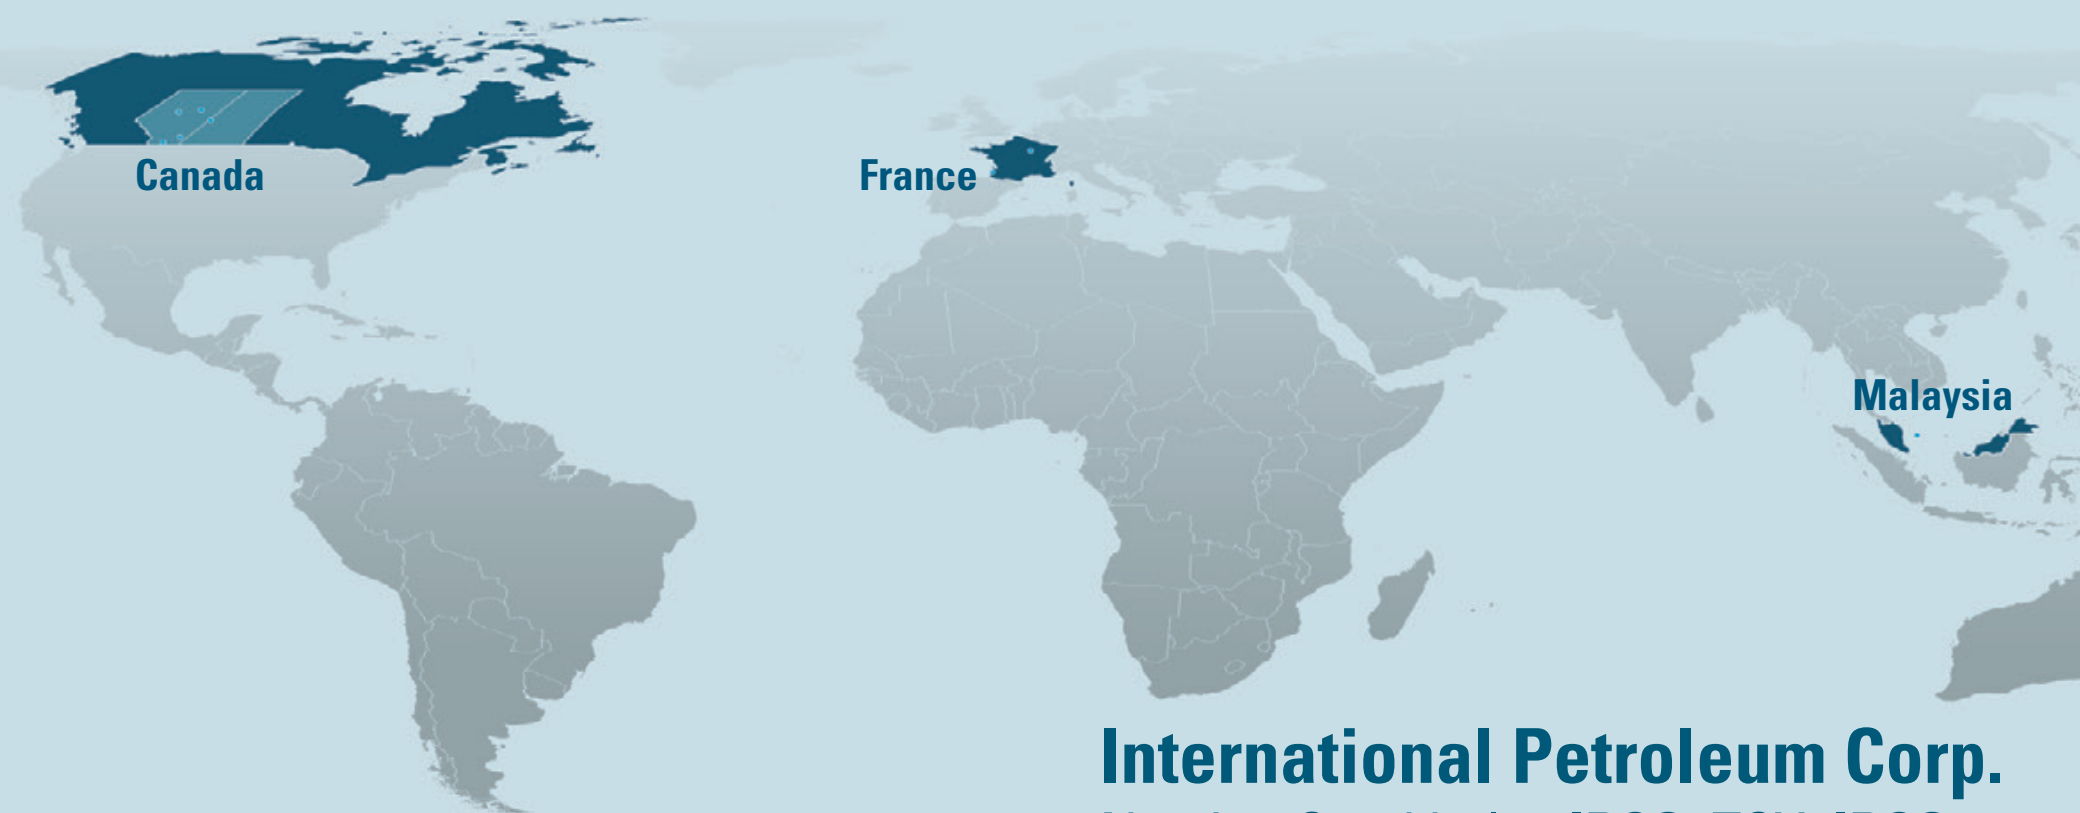 Canada
France
Malaysia
International Petroleum Corp.